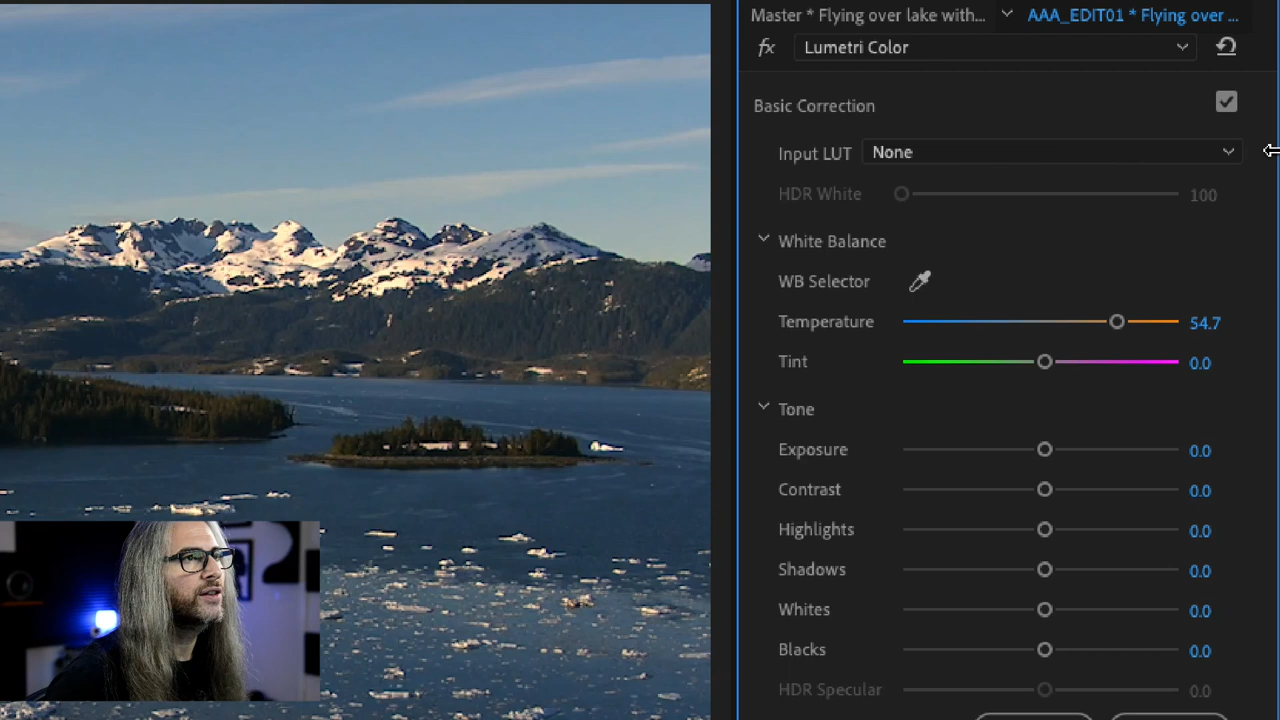 Master * Flying over lake with... AAA_EDIT01 * Flying over ...
fx Lumetri Color
Basic Correction
Input LUT None
HDR White 100
White Balance
WB Selector
Temperature 54.7
Tint 0.0
Tone
Exposure 0.0
Contrast 0.0
Highlights 0.0
Shadows 0.0
Whites 0.0
Blacks 0.0
HDR Specular 0.0